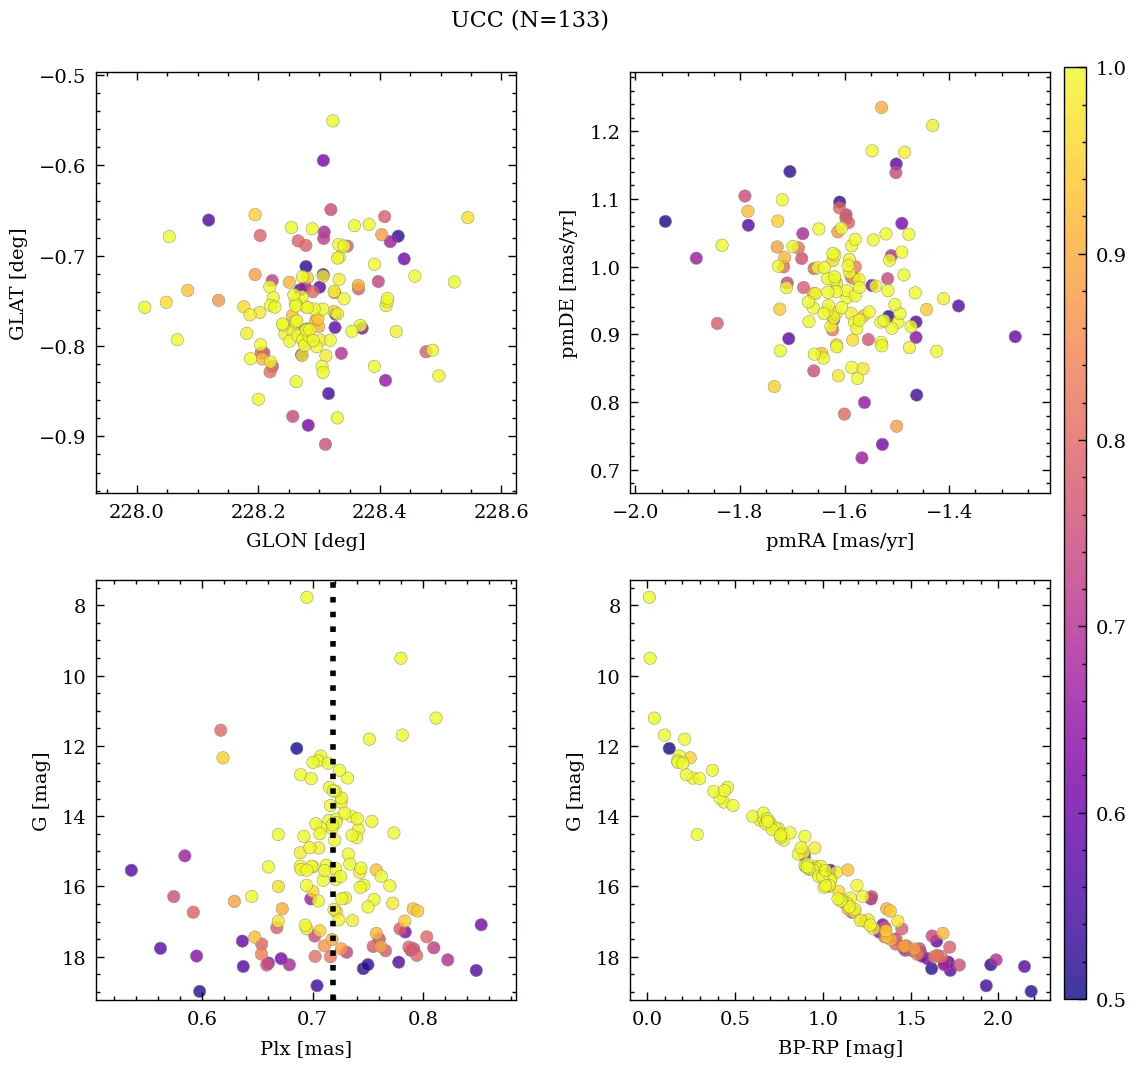 UCC (N=133)
−0.5
−0.6
−0.7
−0.8
−0.9
GLAT [deg]
228.0 228.2 228.4 228.6
GLON [deg]
1.2
1.1
1.0
0.9
0.8
0.7
pmDE [mas/yr]
−2.0 −1.8 −1.6 −1.4
pmRA [mas/yr]
8
10
12
14
16
18
G [mag]
0.6 0.7 0.8
Plx [mas]
8
10
12
14
16
18
G [mag]
0.0 0.5 1.0 1.5 2.0
BP-RP [mag]
1.0
0.9
0.8
0.7
0.6
0.5